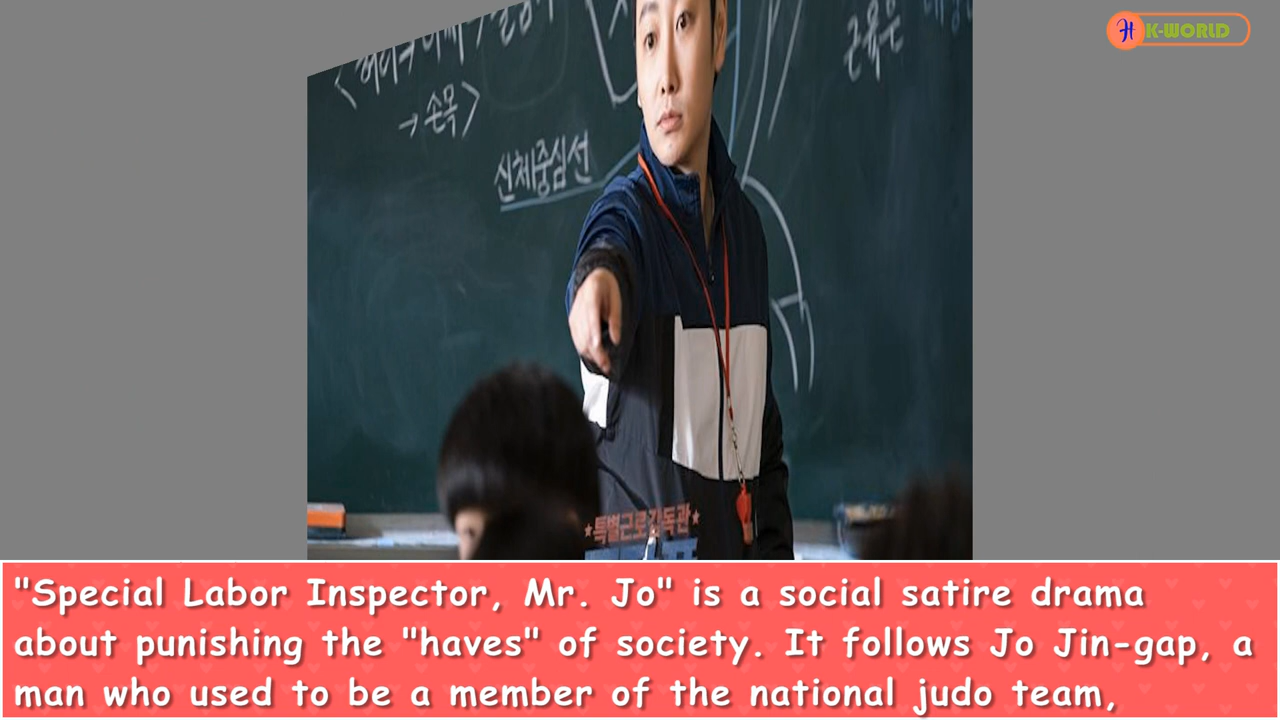 K-WORLD
→ 손목〉
신체중심선
근육은
★특별근로감독관★
"Special Labor Inspector, Mr. Jo" is a social satire drama
about punishing the "haves" of society. It follows Jo Jin-gap, a
man who used to be a member of the national judo team,